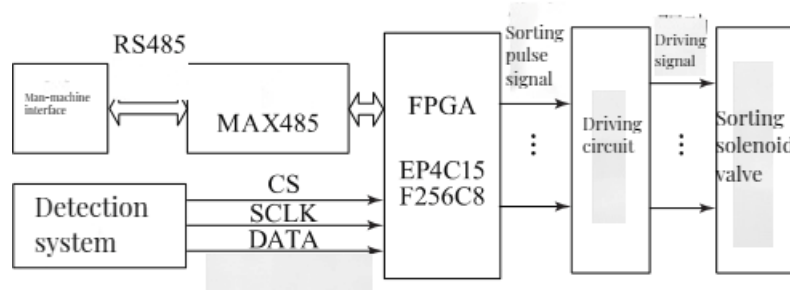 RS485
Man-machine
interface
MAX485
FPGA
EP4C15
F256C8
Detection
system
CS
SCLK
DATA
Sorting
pulse
signal
Driving
circuit
Driving
signal
Sorting
solenoid
valve